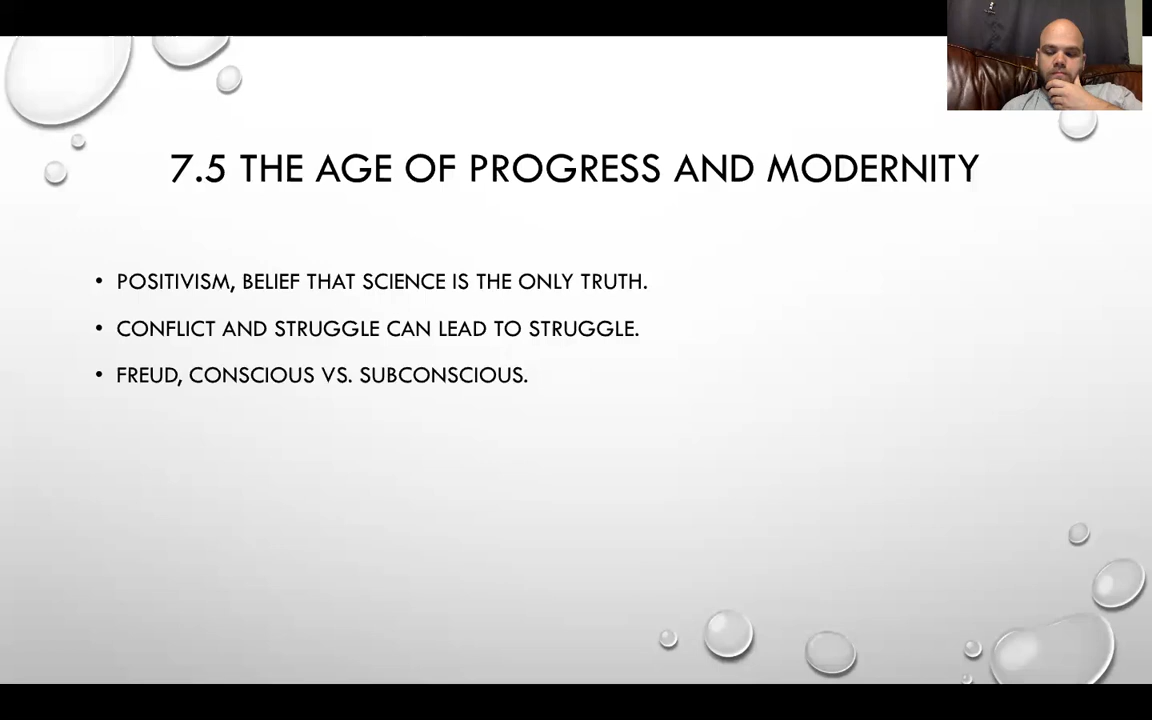 7.5 THE AGE OF PROGRESS AND MODERNITY
• POSITIVISM, BELIEF THAT SCIENCE IS THE ONLY TRUTH.
• CONFLICT AND STRUGGLE CAN LEAD TO STRUGGLE.
• FREUD, CONSCIOUS VS. SUBCONSCIOUS.